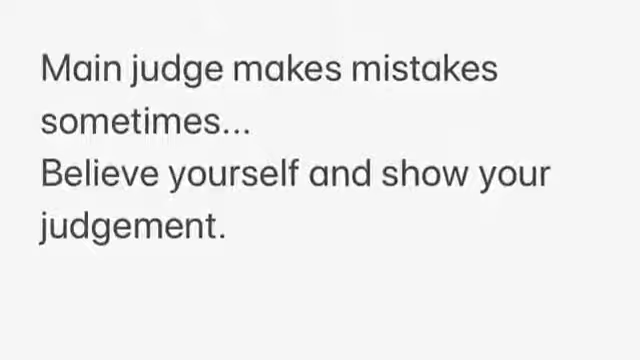 Main judge makes mistakes
sometimes...
Believe yourself and show your
judgement.